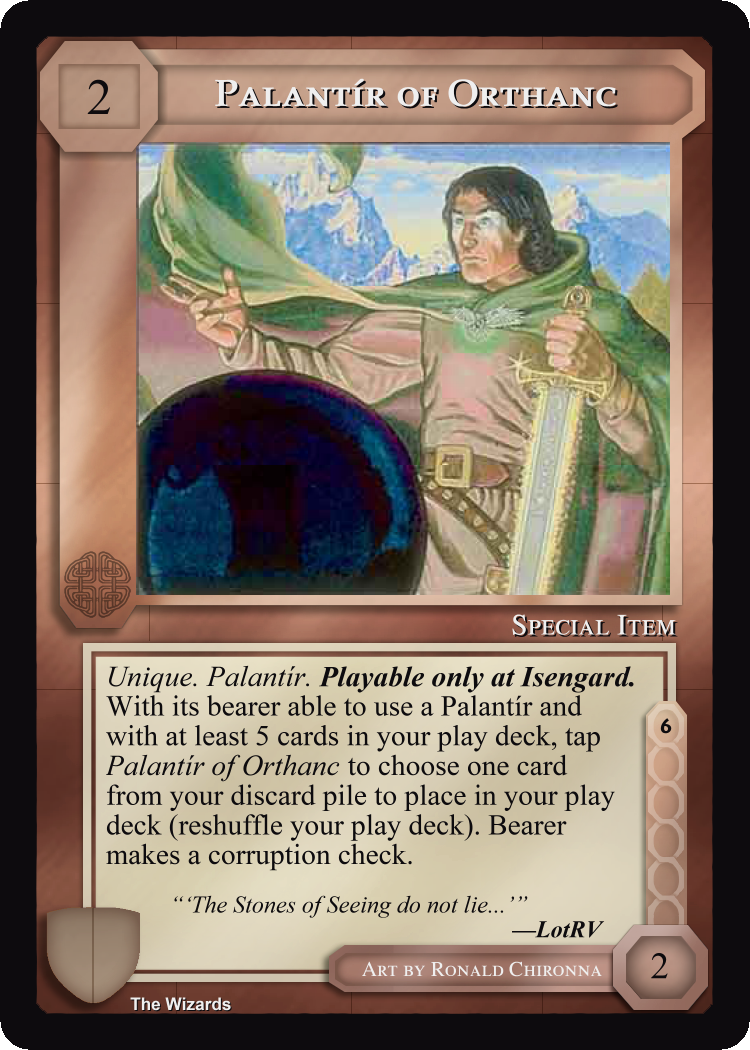 2
Palantír of Orthanc
Special Item
Unique. Palantír. Playable only at Isengard.
With its bearer able to use a Palantír and
with at least 5 cards in your play deck, tap
Palantír of Orthanc to choose one card
from your discard pile to place in your play
deck (reshuffle your play deck). Bearer
makes a corruption check.
6
“‘The Stones of Seeing do not lie...’”
—LotRV
Art by Ronald Chironna
2
The Wizards